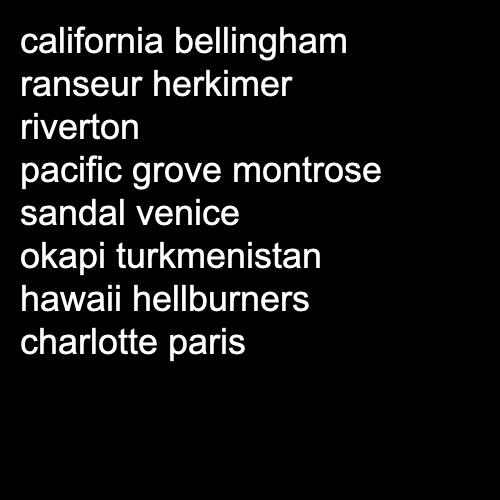 california bellingham
ranseur herkimer
riverton
pacific grove montrose
sandal venice
okapi turkmenistan
hawaii hellburners
charlotte paris